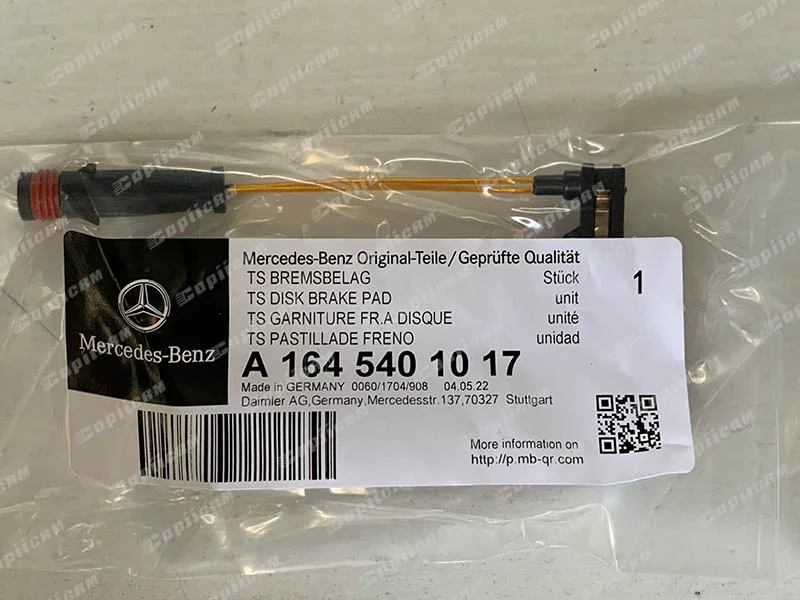 Mercedes-Benz Original-Teile/Geprüfte Qualität
TS BREMSBELAG Stück 1
TS DISK BRAKE PAD unit
TS GARNITURE FR.A DISQUE unité
TS PASTILLADE FRENO unidad
Mercedes-Benz
A 164 540 10 17
Made in GERMANY 0060/1704/908 04.05.22
Daimler AG,Germany,Mercedesstr.137,70327 Stuttgart
More information on
http://p.mb-qr.com
CopiiCAM